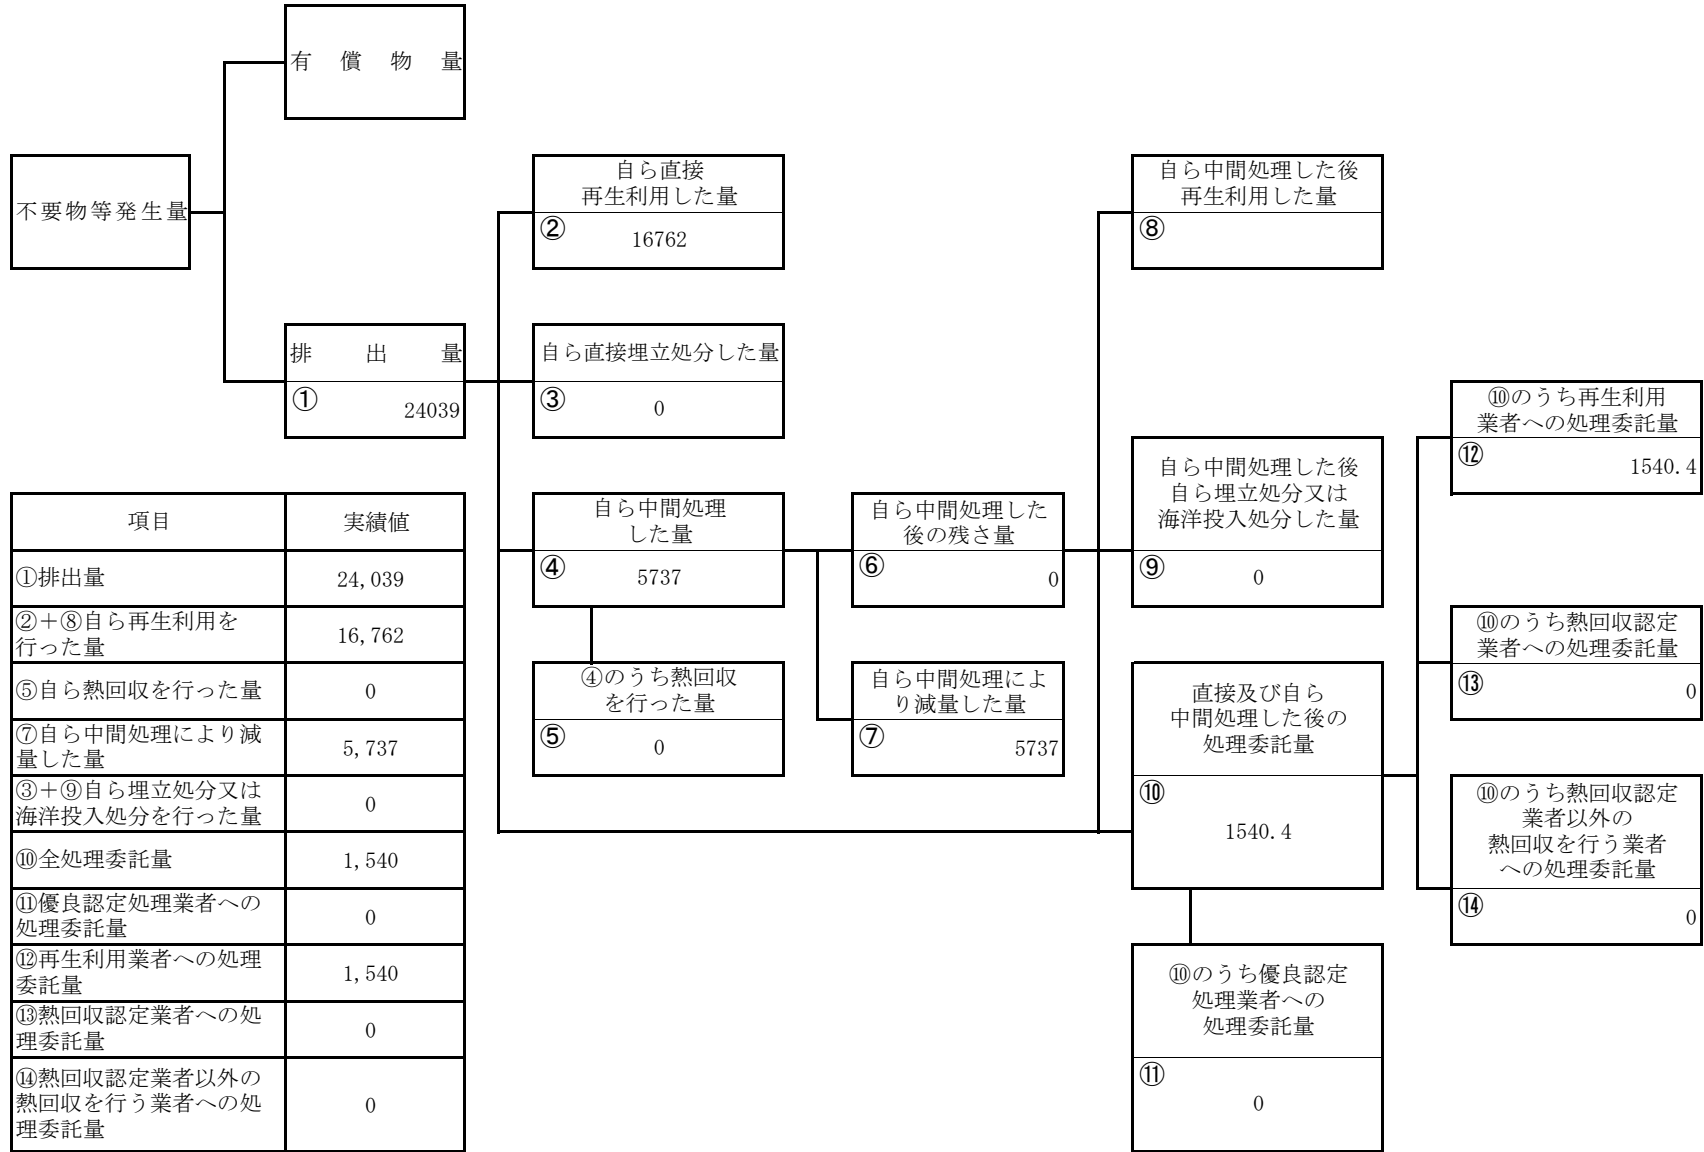 有償物量
不要物等発生量
自ら直接
再生利用した量
②
16762
自ら中間処理した後
再生利用した量
⑧
排出量
①
24039
自ら直接埋立処分した量
③
0
⑩のうち再生利用
業者への処理委託量
⑫
1540.4
自ら中間処理した後
自ら埋立処分又は
海洋投入処分した量
⑨
0
自ら中間処理
した量
④
5737
自ら中間処理した
後の残さ量
⑥
0
④のうち熱回収
を行った量
⑤
0
自ら中間処理によ
り減量した量
⑦
5737
直接及び自ら
中間処理した後の
処理委託量
⑩
1540.4
⑩のうち熱回収認定
業者への処理委託量
⑬
0
⑩のうち熱回収認定
業者以外の
熱回収を行う業者
への処理委託量
⑭
0
⑩のうち優良認定
処理業者への
処理委託量
⑪
0
項目 実績値
①排出量 24,039
②＋⑧自ら再生利用を
行った量 16,762
⑤自ら熱回収を行った量 0
⑦自ら中間処理により減
量した量 5,737
③＋⑨自ら埋立処分又は
海洋投入処分を行った量 0
⑩全処理委託量 1,540
⑪優良認定処理業者への
処理委託量 0
⑫再生利用業者への処理
委託量 1,540
⑬熱回収認定業者への処
理委託量 0
⑭熱回収認定業者以外の
熱回収を行う業者への処
理委託量 0